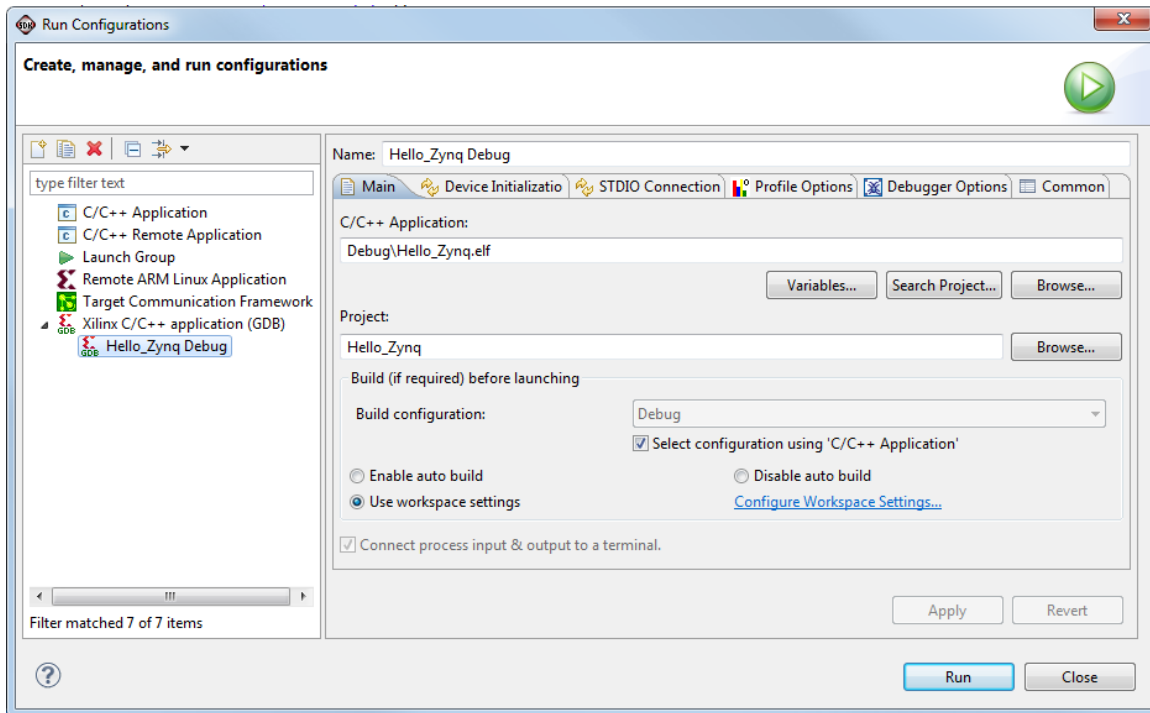 SDK Run Configurations
X
Create, manage, and run configurations
type filter text
C/C++ Application
C/C++ Remote Application
Launch Group
Remote ARM Linux Application
Target Communication Framework
Xilinx C/C++ application (GDB)
Hello_Zynq Debug
Filter matched 7 of 7 items
Name: Hello_Zynq Debug
Main Device Initializatio STDIO Connection Profile Options Debugger Options Common
C/C++ Application:
Debug\Hello_Zynq.elf
Variables... Search Project... Browse...
Project:
Hello_Zynq Browse...
Build (if required) before launching
Build configuration: Debug
Select configuration using 'C/C++ Application'
Enable auto build Disable auto build
Use workspace settings Configure Workspace Settings...
Connect process input & output to a terminal.
Apply Revert
? Run Close